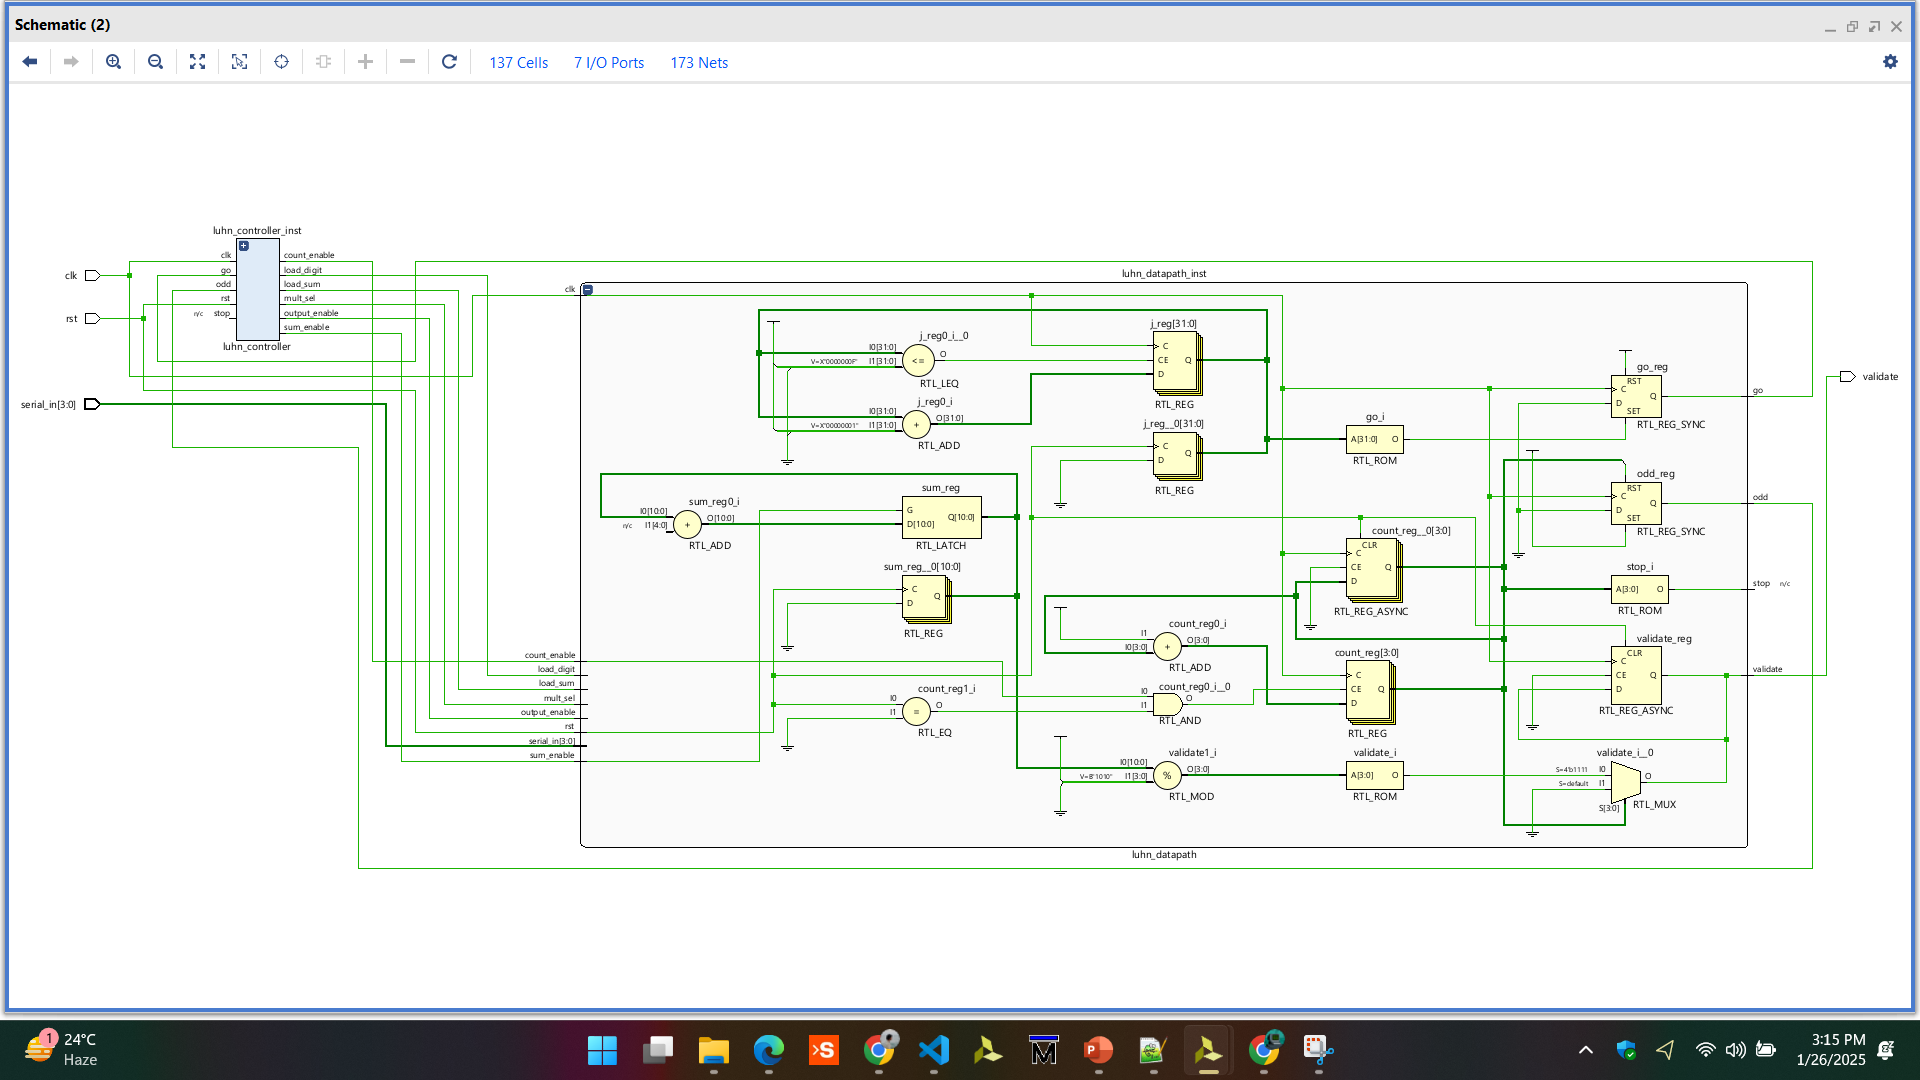 Schematic (2)
137 Cells 7 I/O Ports 173 Nets
luhn_controller_inst
clk count_enable
go load_digit
odd load_sum
rst mult_sel
n/c stop output_enable
sum_enable
luhn_controller
clk
rst
serial_in[3:0]
luhn_datapath_inst
clk
j_reg0_i__0
I0[31:0]
V=X"0000000F" I1[31:0]
<= O
RTL_LEQ
j_reg0_i
I0[31:0]
V=X"00000001" I1[31:0]
+ O[31:0]
RTL_ADD
j_reg[31:0]
C
CE Q
D
RTL_REG
j_reg__0[31:0]
C
D Q
RTL_REG
go_i
A[31:0] O
RTL_ROM
go_reg
RST
C
D Q
SET
RTL_REG_SYNC
go
validate
odd_reg
RST
C
D Q
SET
RTL_REG_SYNC
odd
sum_reg0_i
I0[10:0]
n/c I1[4:0]
+ O[10:0]
RTL_ADD
sum_reg
G
D[10:0] Q[10:0]
RTL_LATCH
sum_reg__0[10:0]
C
D Q
RTL_REG
count_reg__0[3:0]
CLR
C
CE Q
D
RTL_REG_ASYNC
stop_i
A[3:0] O
RTL_ROM
stop n/c
count_reg0_i
I1
I0[3:0]
+ O[3:0]
RTL_ADD
count_reg[3:0]
C
CE Q
D
RTL_REG
validate_reg
CLR
C
CE Q
D
RTL_REG_ASYNC
validate
count_enable
load_digit
load_sum
mult_sel
output_enable
rst
serial_in[3:0]
sum_enable
count_reg1_i
I0
I1
= O
RTL_EQ
count_reg0_i__0
I0
I1
O
RTL_AND
validate1_i
I0[10:0]
V=B"1010" I1[3:0]
% O[3:0]
RTL_MOD
validate_i
A[3:0] O
RTL_ROM
validate_i__0
S=4'b1111 I0
S=default I1
O
S[3:0]
RTL_MUX
luhn_datapath
1
24°C
Haze
3:15 PM
1/26/2025